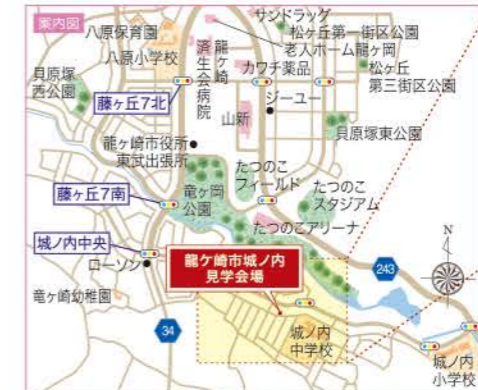 案内図
八原保育園
八原小学校
貝原塚
西公園
藤ヶ丘7北
龍ヶ崎
済生会病院
サンドラッグ
松ヶ丘第一街区公園
老人ホーム龍ヶ岡
カワチ薬品
松ヶ丘
第三街区公園
ジーユー
山新
貝原塚東公園
龍ヶ崎市役所
東武出張所
藤ヶ丘7南
竜ヶ岡
公園
たつのこ
フィールド
たつのこ
スタジアム
たつのこアリーナ
城ノ内中央
ローソン
龍ケ崎市城ノ内
見学会場
N
243
竜ヶ崎幼稚園
34
城ノ内
中学校
城ノ内
小学校